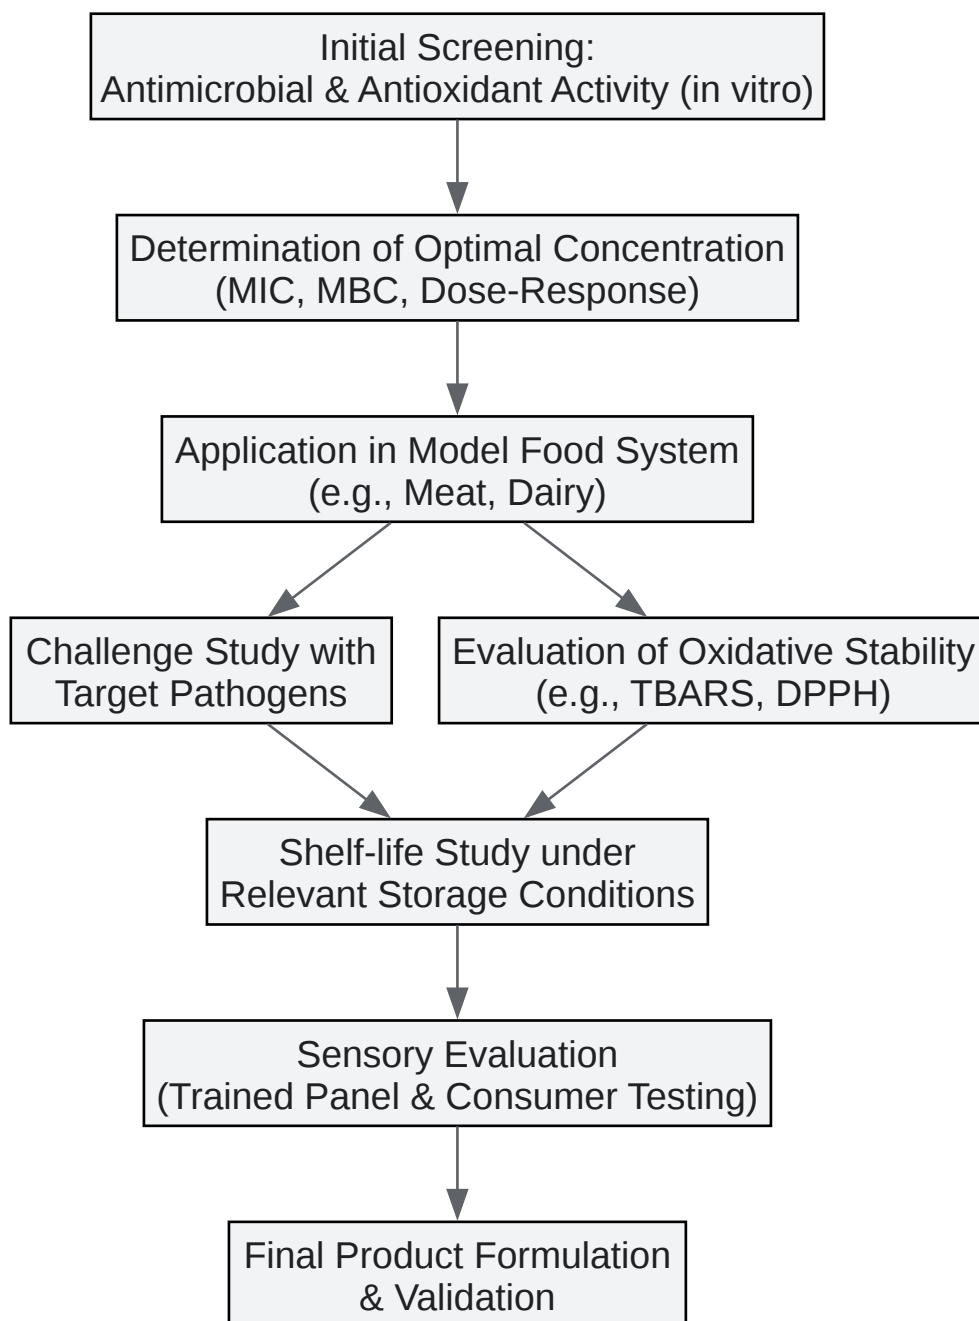 Initial Screening:
Antimicrobial & Antioxidant Activity (in vitro)
Determination of Optimal Concentration
(MIC, MBC, Dose-Response)
Application in Model Food System
(e.g., Meat, Dairy)
Challenge Study with
Target Pathogens
Evaluation of Oxidative Stability
(e.g., TBARS, DPPH)
Shelf-life Study under
Relevant Storage Conditions
Sensory Evaluation
(Trained Panel & Consumer Testing)
Final Product Formulation
& Validation